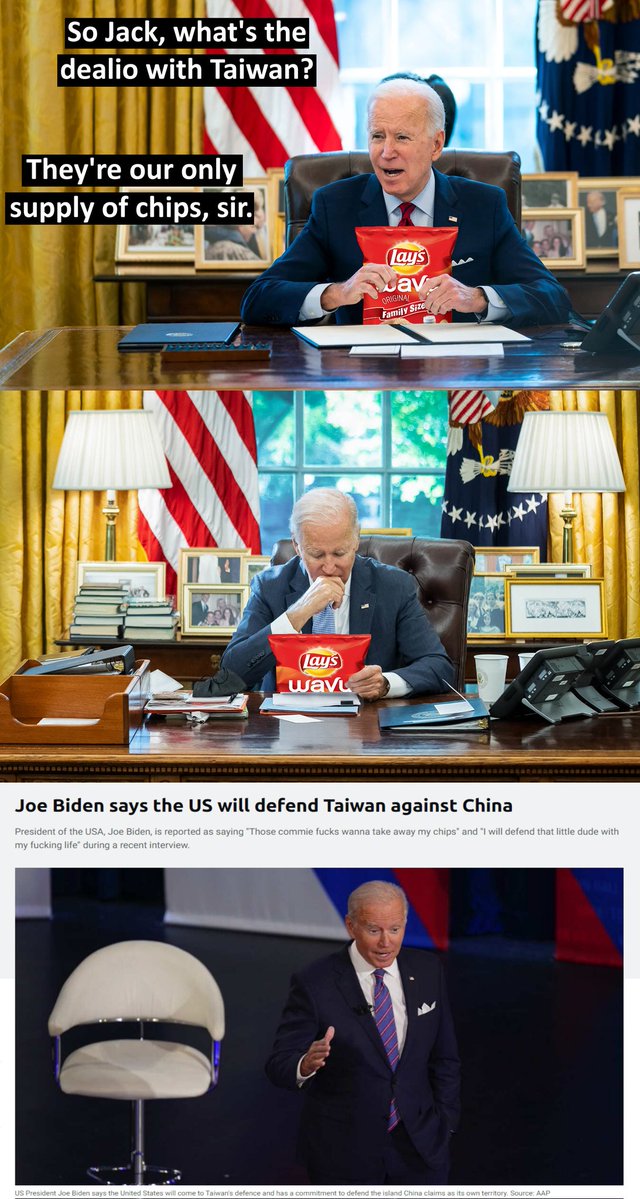 So Jack, what's the
dealio with Taiwan?
They're our only
supply of chips, sir.
Lay's
wavy
ORIGINAL
Family Size
Lay's
wavy
Joe Biden says the US will defend Taiwan against China
President of the USA, Joe Biden, is reported as saying "Those commie fucks wanna take away my chips" and "I will defend that little dude with
my fucking life" during a recent interview.
US President Joe Biden says the United States will come to Taiwan's defence and has a commitment to defend the island China claims as its own territory. Source: AAP